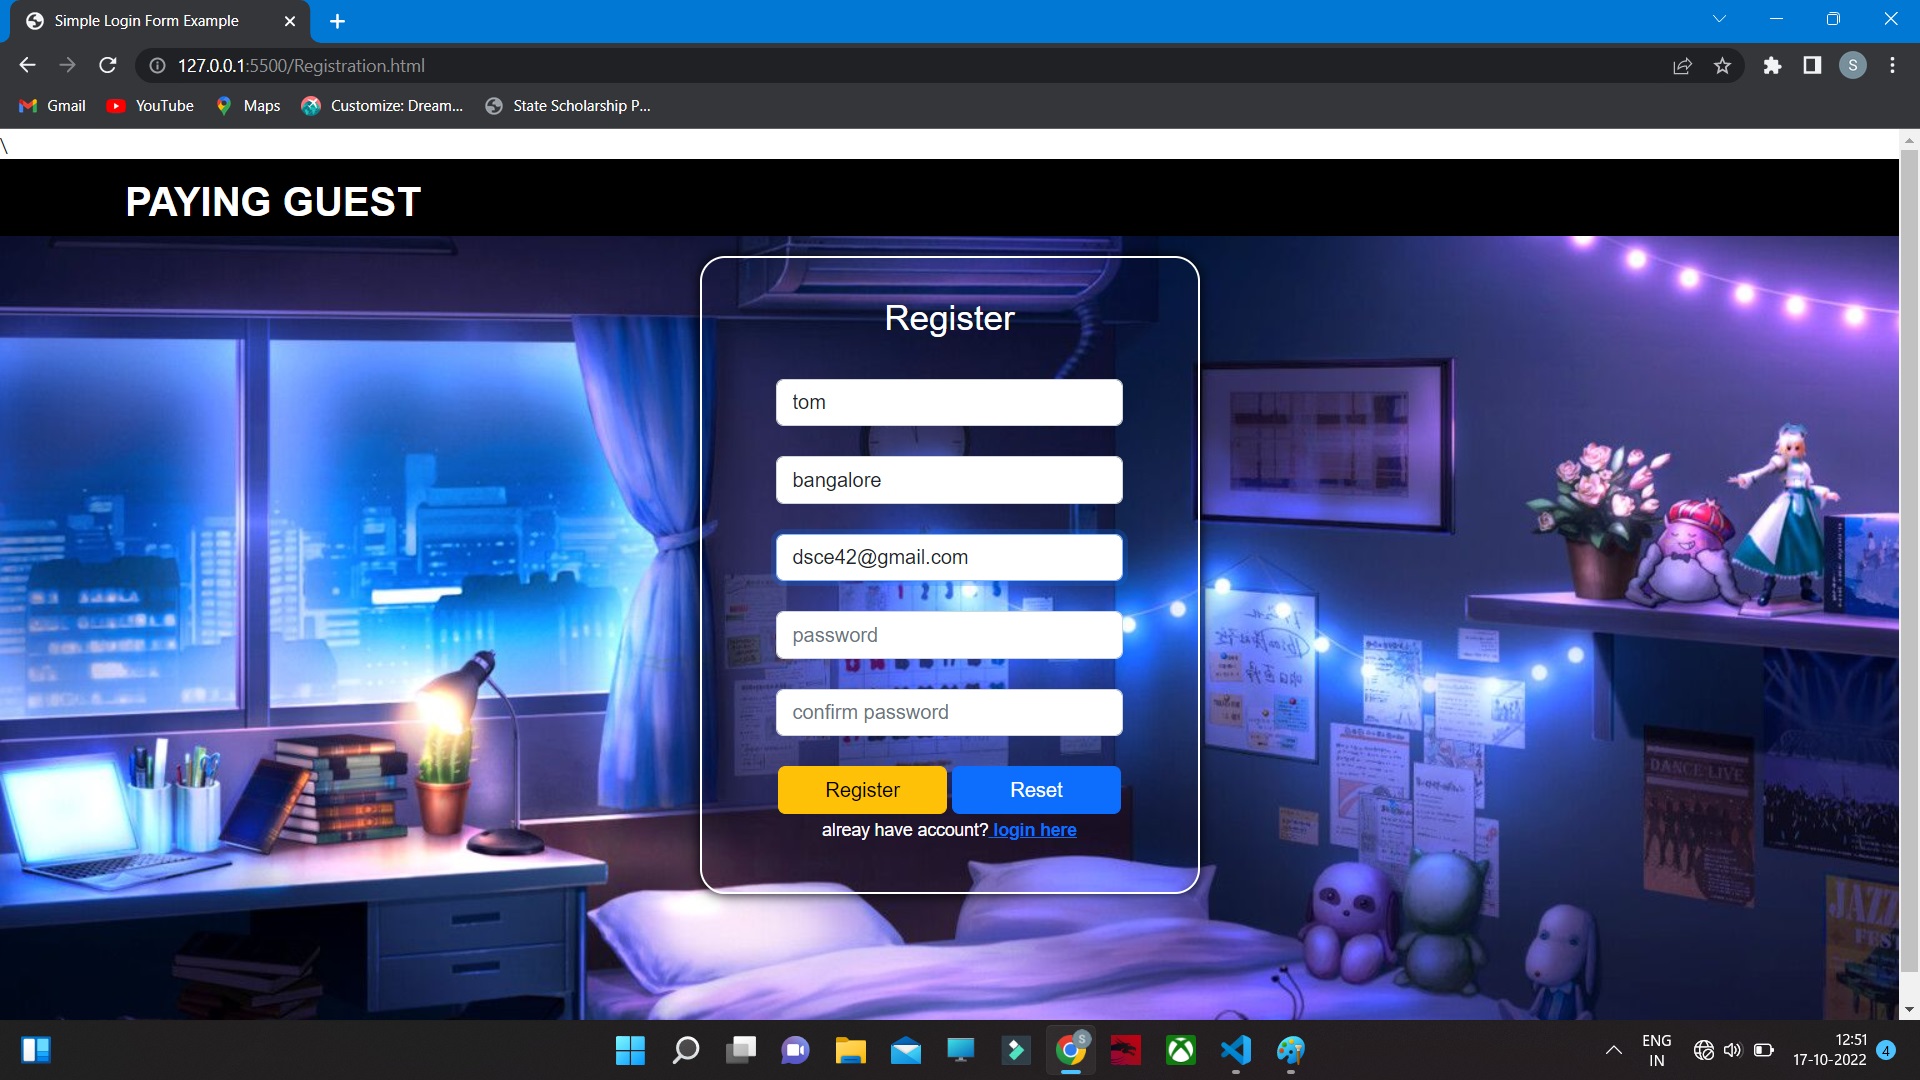 Simple Login Form Example
127.0.0.1:5500/Registration.html
S
Gmail
YouTube
Maps
Customize: Dream...
State Scholarship P...
\
PAYING GUEST
Register
tom
bangalore
dsce42@gmail.com
password
confirm password
Register
Reset
alreay have account? login here
DANCE LIVE
JAZZ
FES
S
ENG
IN
12:51
17-10-2022
4